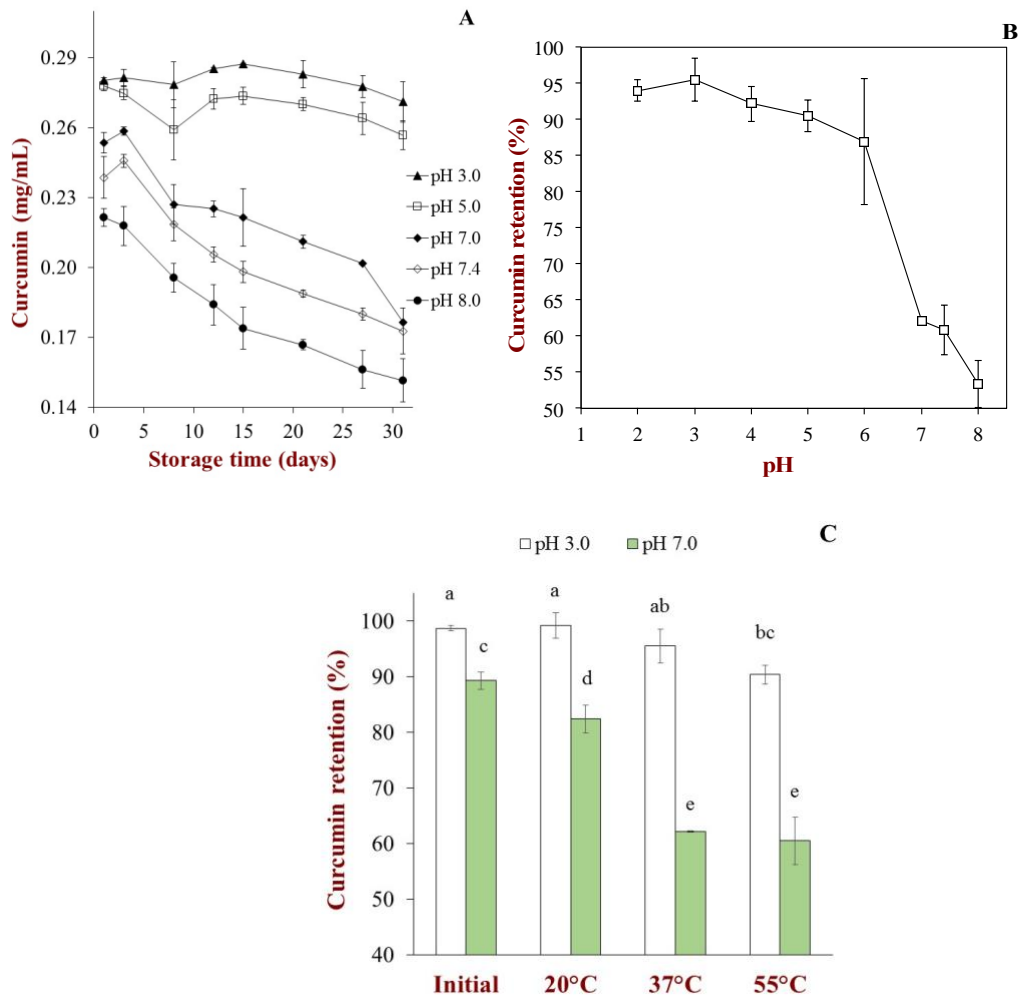 A
Curcumin (mg/mL)
0.29
0.26
0.23
0.20
0.17
0.14
0 5 10 15 20 25 30
Storage time (days)
pH 3.0
pH 5.0
pH 7.0
pH 7.4
pH 8.0
B
Curcumin retention (%)
100
95
90
85
80
75
70
65
60
55
50
1 2 3 4 5 6 7 8
pH
C
pH 3.0 pH 7.0
Curcumin retention (%)
100
90
80
70
60
50
40
a c a d ab e bc e
Initial 20°C 37°C 55°C